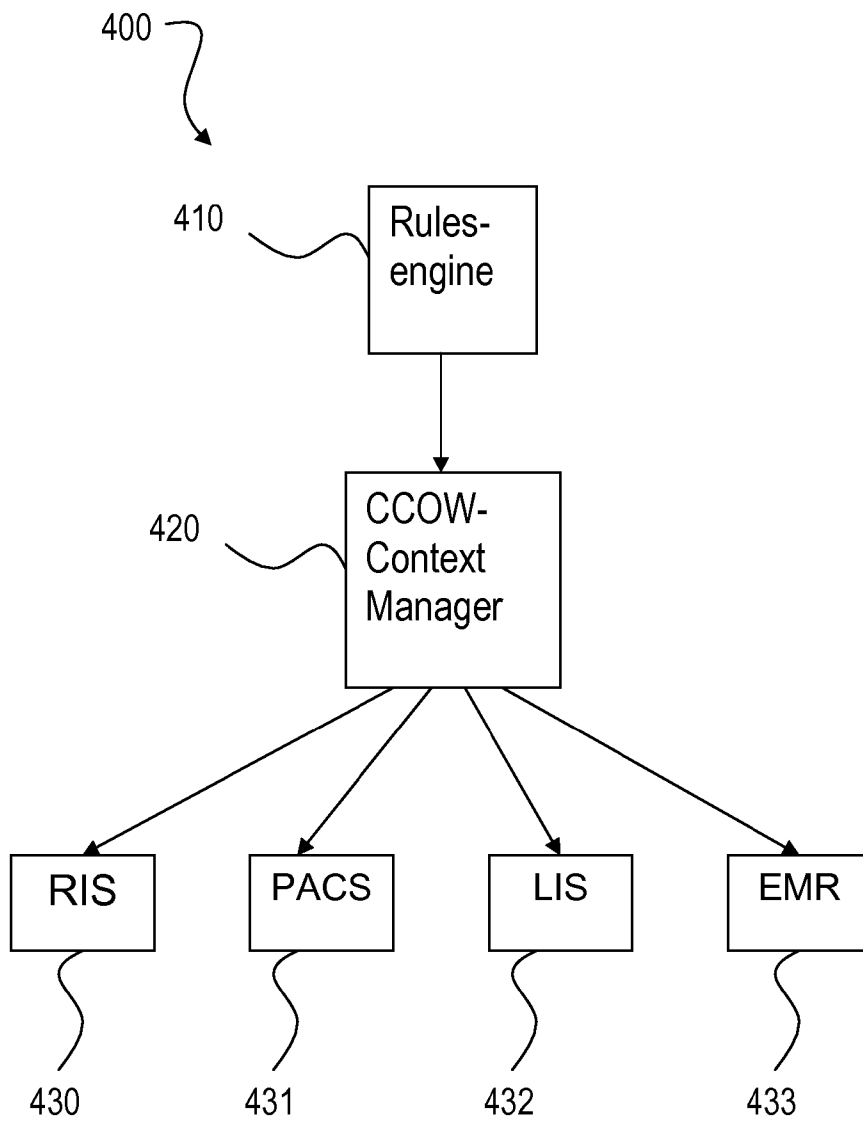 400
410
Rules-
engine
420
CCOW-
Context
Manager
RIS
PACS
LIS
EMR
430
431
432
433